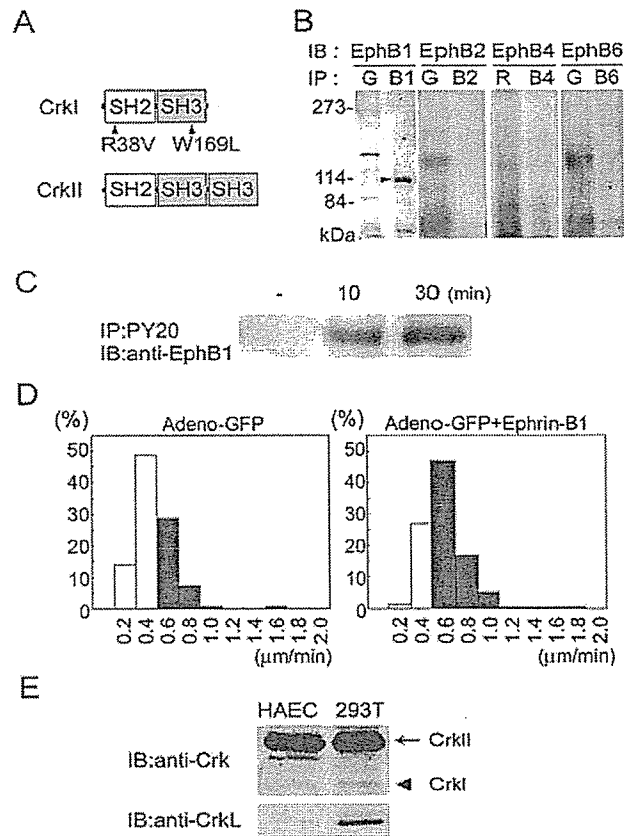 A
CrkI SH2 SH3
R38V W169L
CrkII SH2 SH3 SH3
B
IB : EphB1 EphB2 EphB4 EphB6
IP : G B1 G B2 R B4 G B6
273-
114-
84-
kDa
C
- 10 30 (min)
IP:PY20
IB:anti-EphB1
D
(%) Adeno-GFP
50
40
30
20
10
0
0.2 0.4 0.6 0.8 1.0 1.2 1.4 1.6 1.8 2.0
(μm/min)
(%) Adeno-GFP+Ephrin-B1
50
40
30
20
10
0
0.2 0.4 0.6 0.8 1.0 1.2 1.4 1.6 1.8 2.0
(μm/min)
E
HAEC 293T
IB:anti-Crk
CrkII
CrkI
IB:anti-CrkL